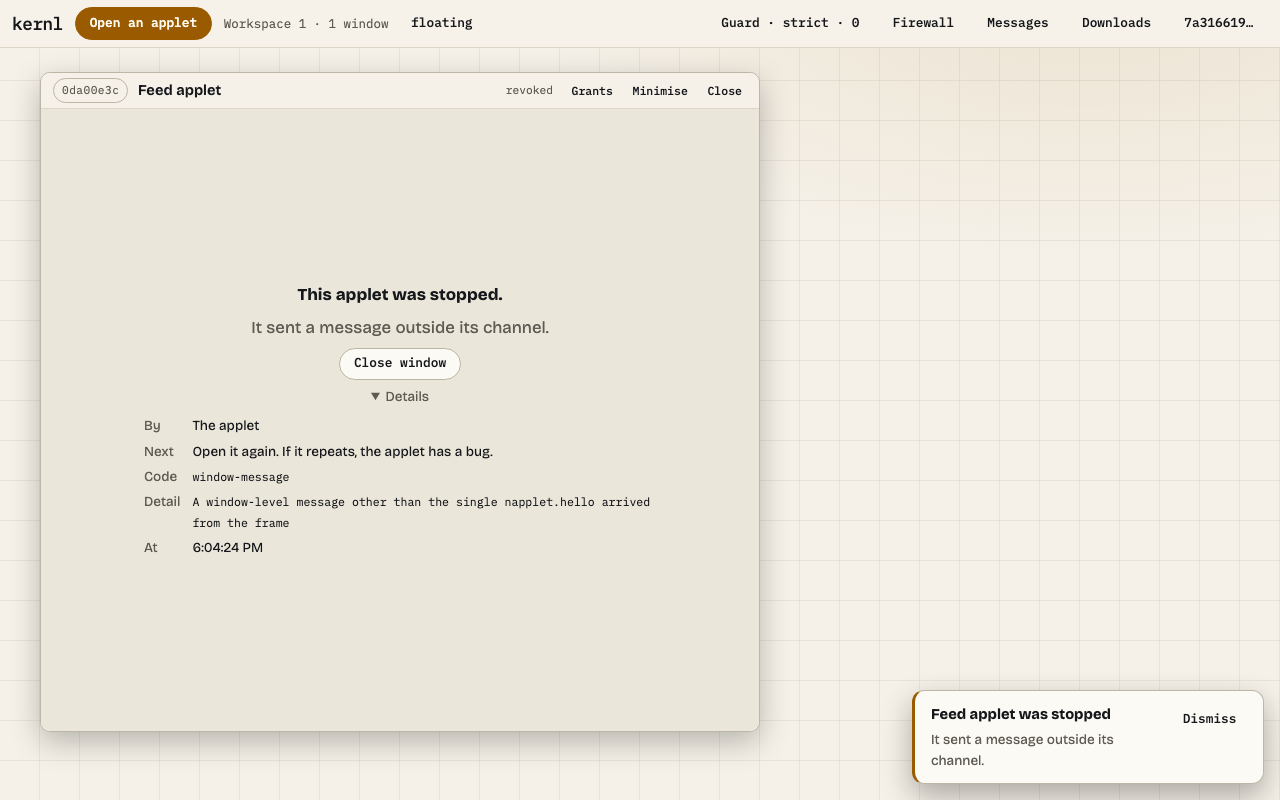 kernl
Open an applet
Workspace 1 · 1 window
floating
Guard · strict · 0
Firewall
Messages
Downloads
7a316619…
0da00e3c
Feed applet
revoked
Grants
Minimise
Close
This applet was stopped.
It sent a message outside its channel.
Close window
▼ Details
By The applet
Next Open it again. If it repeats, the applet has a bug.
Code window-message
Detail A window-level message other than the single napplet.hello arrived
from the frame
At 6:04:24 PM
Feed applet was stopped
Dismiss
It sent a message outside its
channel.